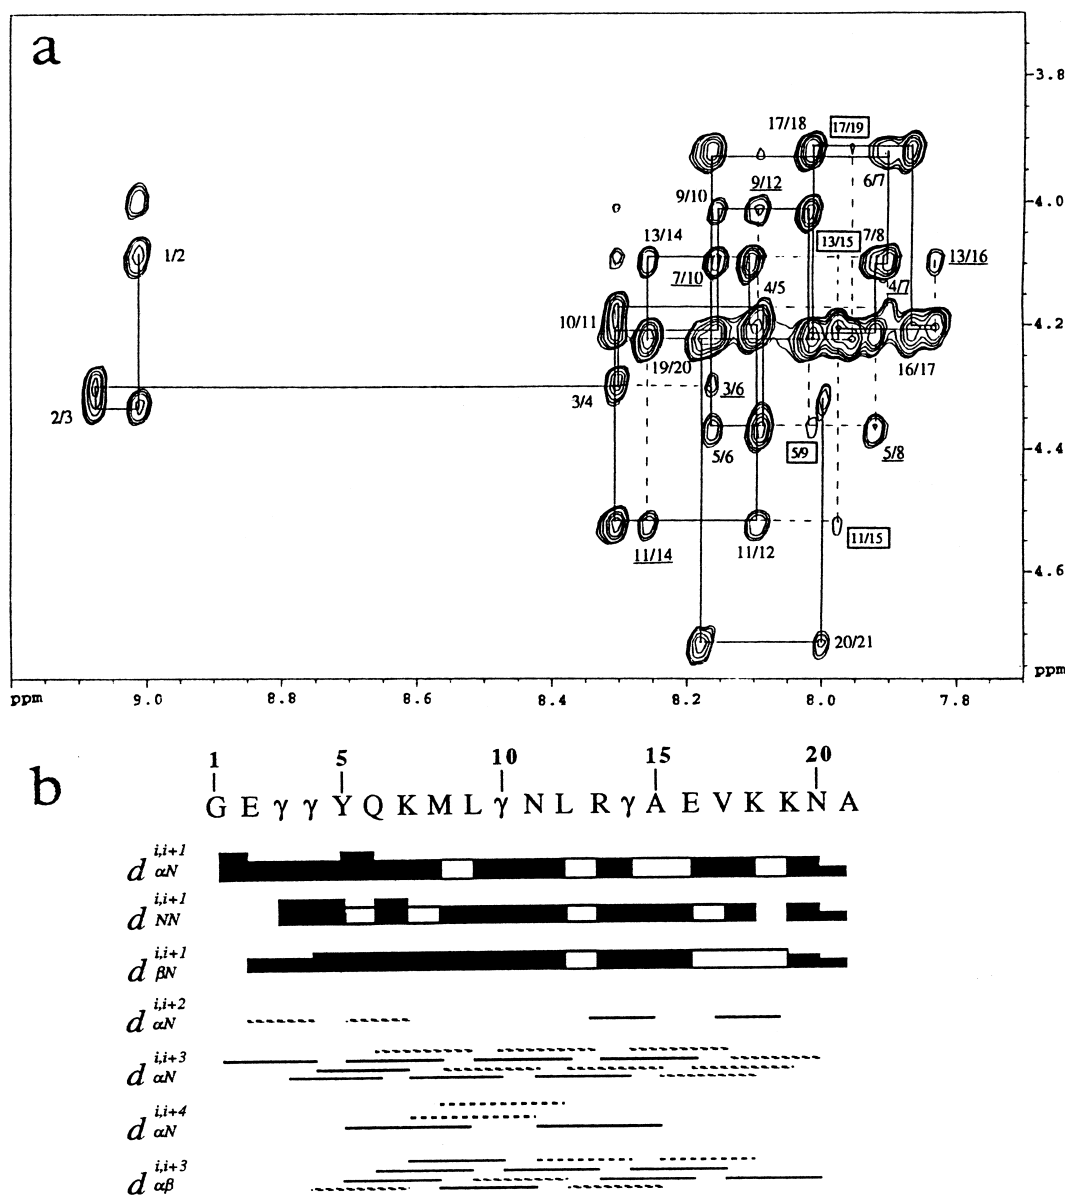 a
3.8
17/18 17/19
6/7
4.0
9/10 9/12
13/14 13/15 7/8 13/16
1/2
7/10 4/5 4/7
10/11 4.2
19/20 16/17
3/4 3/6
2/3
5/6 5/9 5/8
4.4
11/14 11/12 11/15
4.6
20/21
ppm
ppm 9.0 8.8 8.6 8.4 8.2 8.0 7.8
b
1 5 10 15 20
G E γ γ Y Q K M L γ N L R γ A E V K K N A
d i,i+1 αN
d i,i+1 NN
d i,i+1 βN
d i,i+2 αN
d i,i+3 αN
d i,i+4 αN
d i,i+3 αβ